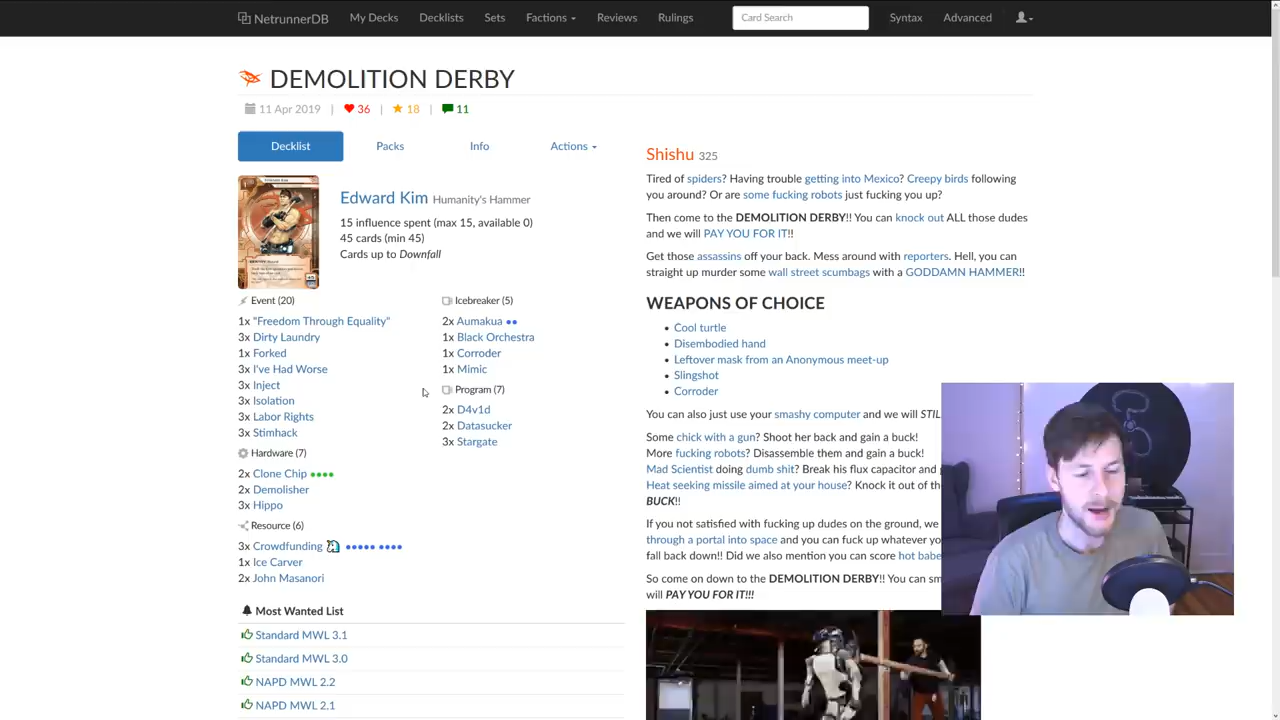 NetrunnerDB My Decks Decklists Sets Factions Reviews Rulings Card Search Syntax Advanced
DEMOLITION DERBY
11 Apr 2019 | 36 | 18 | 11
Decklist Packs Info Actions
Edward Kim Humanity's Hammer
15 influence spent (max 15, available 0)
45 cards (min 45)
Cards up to Downfall
Event (20)
1x "Freedom Through Equality"
3x Dirty Laundry
1x Forked
3x I've Had Worse
3x Inject
3x Isolation
3x Labor Rights
3x Stimhack
Hardware (7)
2x Clone Chip ●●●●
2x Demolisher
3x Hippo
Resource (6)
3x Crowdfunding ●●●●● ●●●●
1x Ice Carver
2x John Masanori
Icebreaker (5)
2x Aumakua ●●
1x Black Orchestra
1x Corroder
1x Mimic
Program (7)
2x D4v1d
2x Datasucker
3x Stargate
Most Wanted List
Standard MWL 3.1
Standard MWL 3.0
NAPD MWL 2.2
NAPD MWL 2.1
Shishu 325
Tired of spiders? Having trouble getting into Mexico? Creepy birds following
you around? Or are some fucking robots just fucking you up?
Then come to the DEMOLITION DERBY!! You can knock out ALL those dudes
and we will PAY YOU FOR IT!!
Get those assassins off your back. Mess around with reporters. Hell, you can
straight up murder some wall street scumbags with a GODDAMN HAMMER!!
WEAPONS OF CHOICE
• Cool turtle
• Disembodied hand
• Leftover mask from an Anonymous meet-up
• Slingshot
• Corroder
You can also just use your smashy computer and we will STIL
Some chick with a gun? Shoot her back and gain a buck!
More fucking robots? Disassemble them and gain a buck!
Mad Scientist doing dumb shit? Break his flux capacitor and
Heat seeking missile aimed at your house? Knock it out of the
BUCK!!
If you not satisfied with fucking up dudes on the ground, we
through a portal into space and you can fuck up whatever you
fall back down!! Did we also mention you can score hot babe
So come on down to the DEMOLITION DERBY!! You can sm
will PAY YOU FOR IT!!!